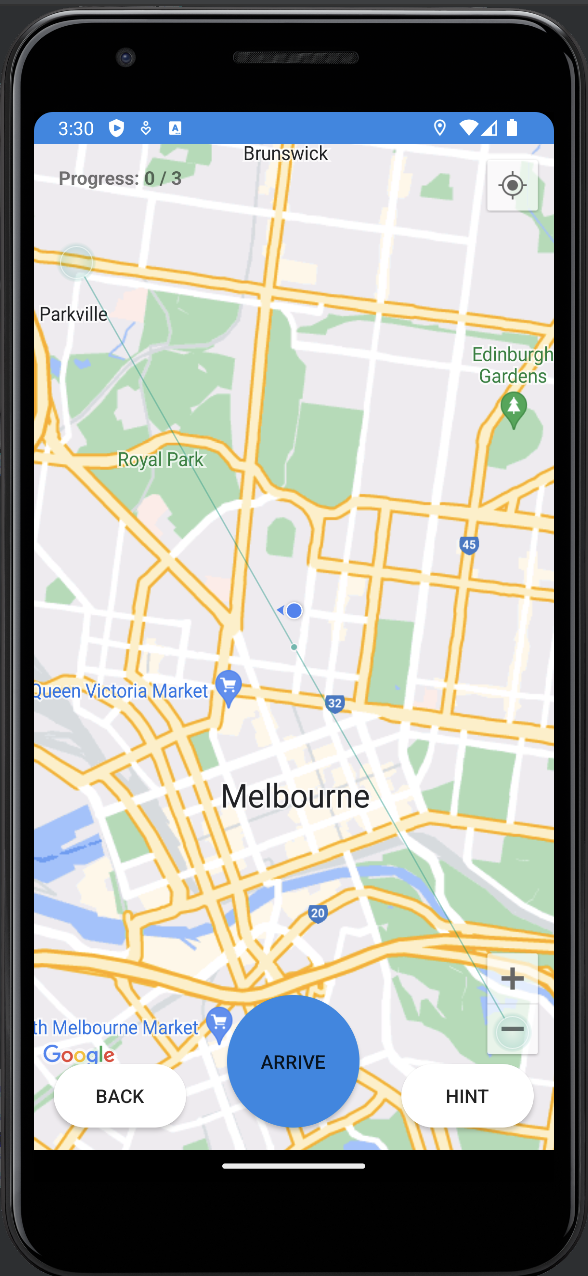 3:30
A
Brunswick
Progress: 0 / 3
Parkville
Edinburgh
Gardens
Royal Park
45
Queen Victoria Market
32
Melbourne
20
+
−
th Melbourne Market
Google
ARRIVE
BACK
HINT